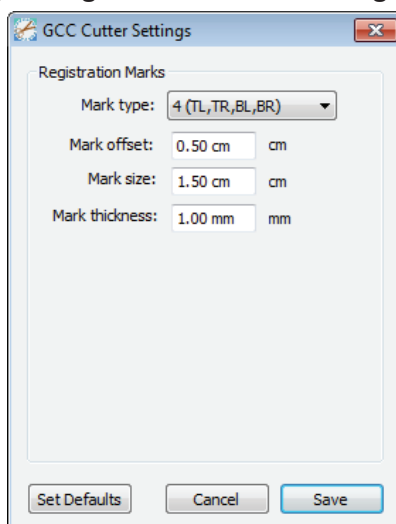 GCC Cutter Settings
Registration Marks
Mark type: 4 (TL,TR,BL,BR)
Mark offset: 0.50 cm cm
Mark size: 1.50 cm cm
Mark thickness: 1.00 mm mm
Set Defaults Cancel Save